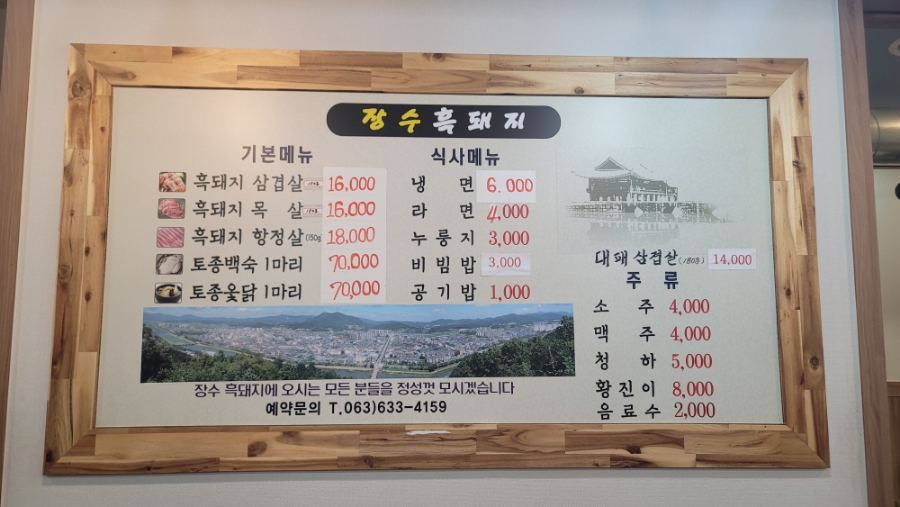 장수흑돼지
기본메뉴
흑돼지 삼겹살 16,000
흑돼지 목 살 16,000
흑돼지 항정살(150g) 18,000
토종백숙 1마리 70,000
토종옻닭 1마리 70,000
식사메뉴
냉 면 6.000
라 면 4,000
누룽지 3,000
비빔밥 3,000
공기밥 1,000
대패 삼겹살(180g) 14,000
주 류
소 주 4,000
맥 주 4,000
청 하 5,000
황진이 8,000
음료수 2,000
장수 흑돼지에 오시는 모든 분들을 정성껏 모시겠습니다
예약문의 T.063)633-4159